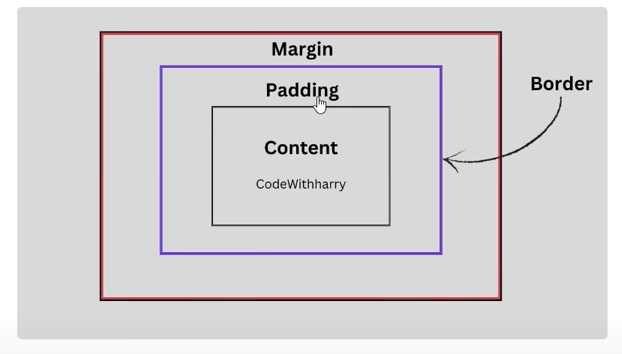 Margin
Padding
Border
Content
CodeWithharry